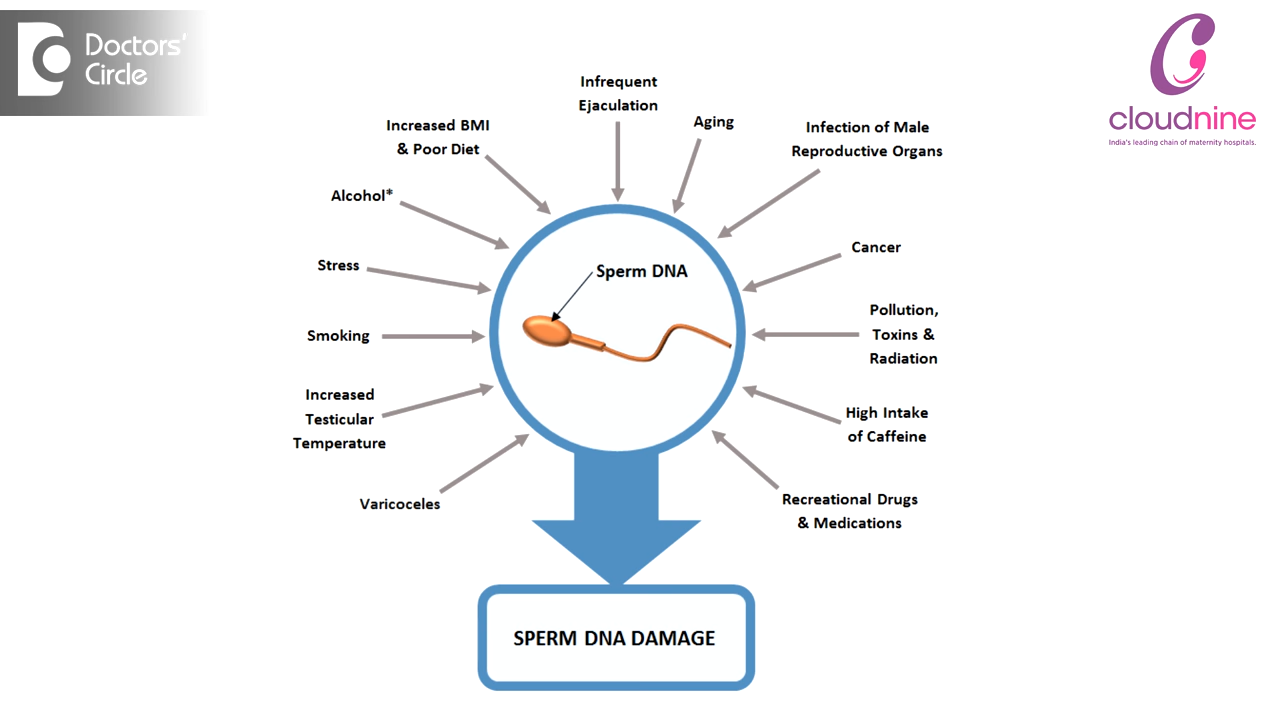 Doctors'
Circle
cloudnine
India's leading chain of maternity hospitals.
Infrequent
Ejaculation
Aging
Increased BMI
& Poor Diet
Infection of Male
Reproductive Organs
Alcohol*
Cancer
Stress
Sperm DNA
Pollution,
Toxins &
Radiation
Smoking
Increased
Testicular
Temperature
High Intake
of Caffeine
Varicoceles
Recreational Drugs
& Medications
SPERM DNA DAMAGE